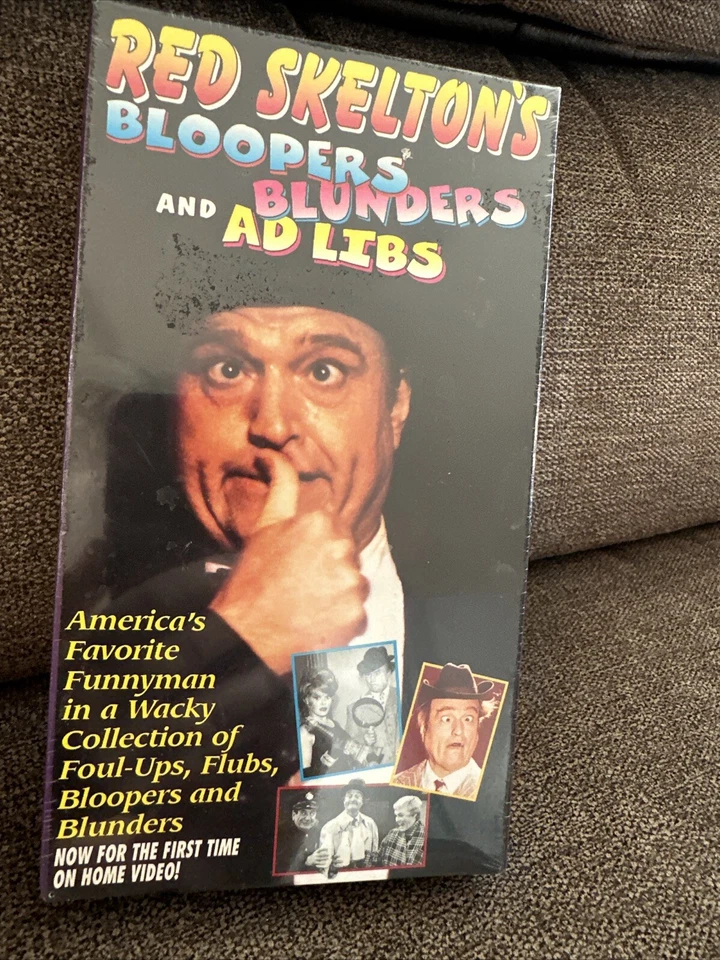 RED SKELTON'S
BLOOPERS
BLUNDERS
AND AD LIBS
America's
Favorite
Funnyman
in a Wacky
Collection of
Foul-Ups, Flubs,
Bloopers and
Blunders
NOW FOR THE FIRST TIME
ON HOME VIDEO!